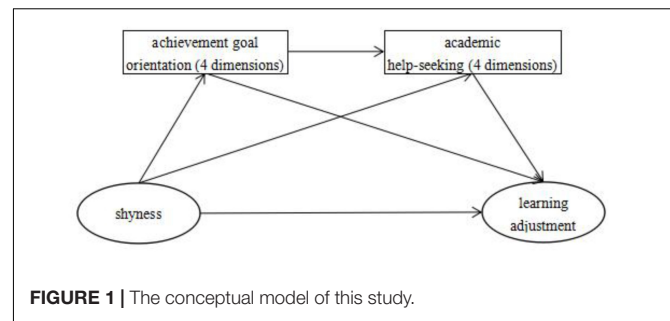 achievement goal
orientation (4 dimensions)
academic
help-seeking (4 dimensions)
shyness
learning
adjustment
FIGURE 1 | The conceptual model of this study.